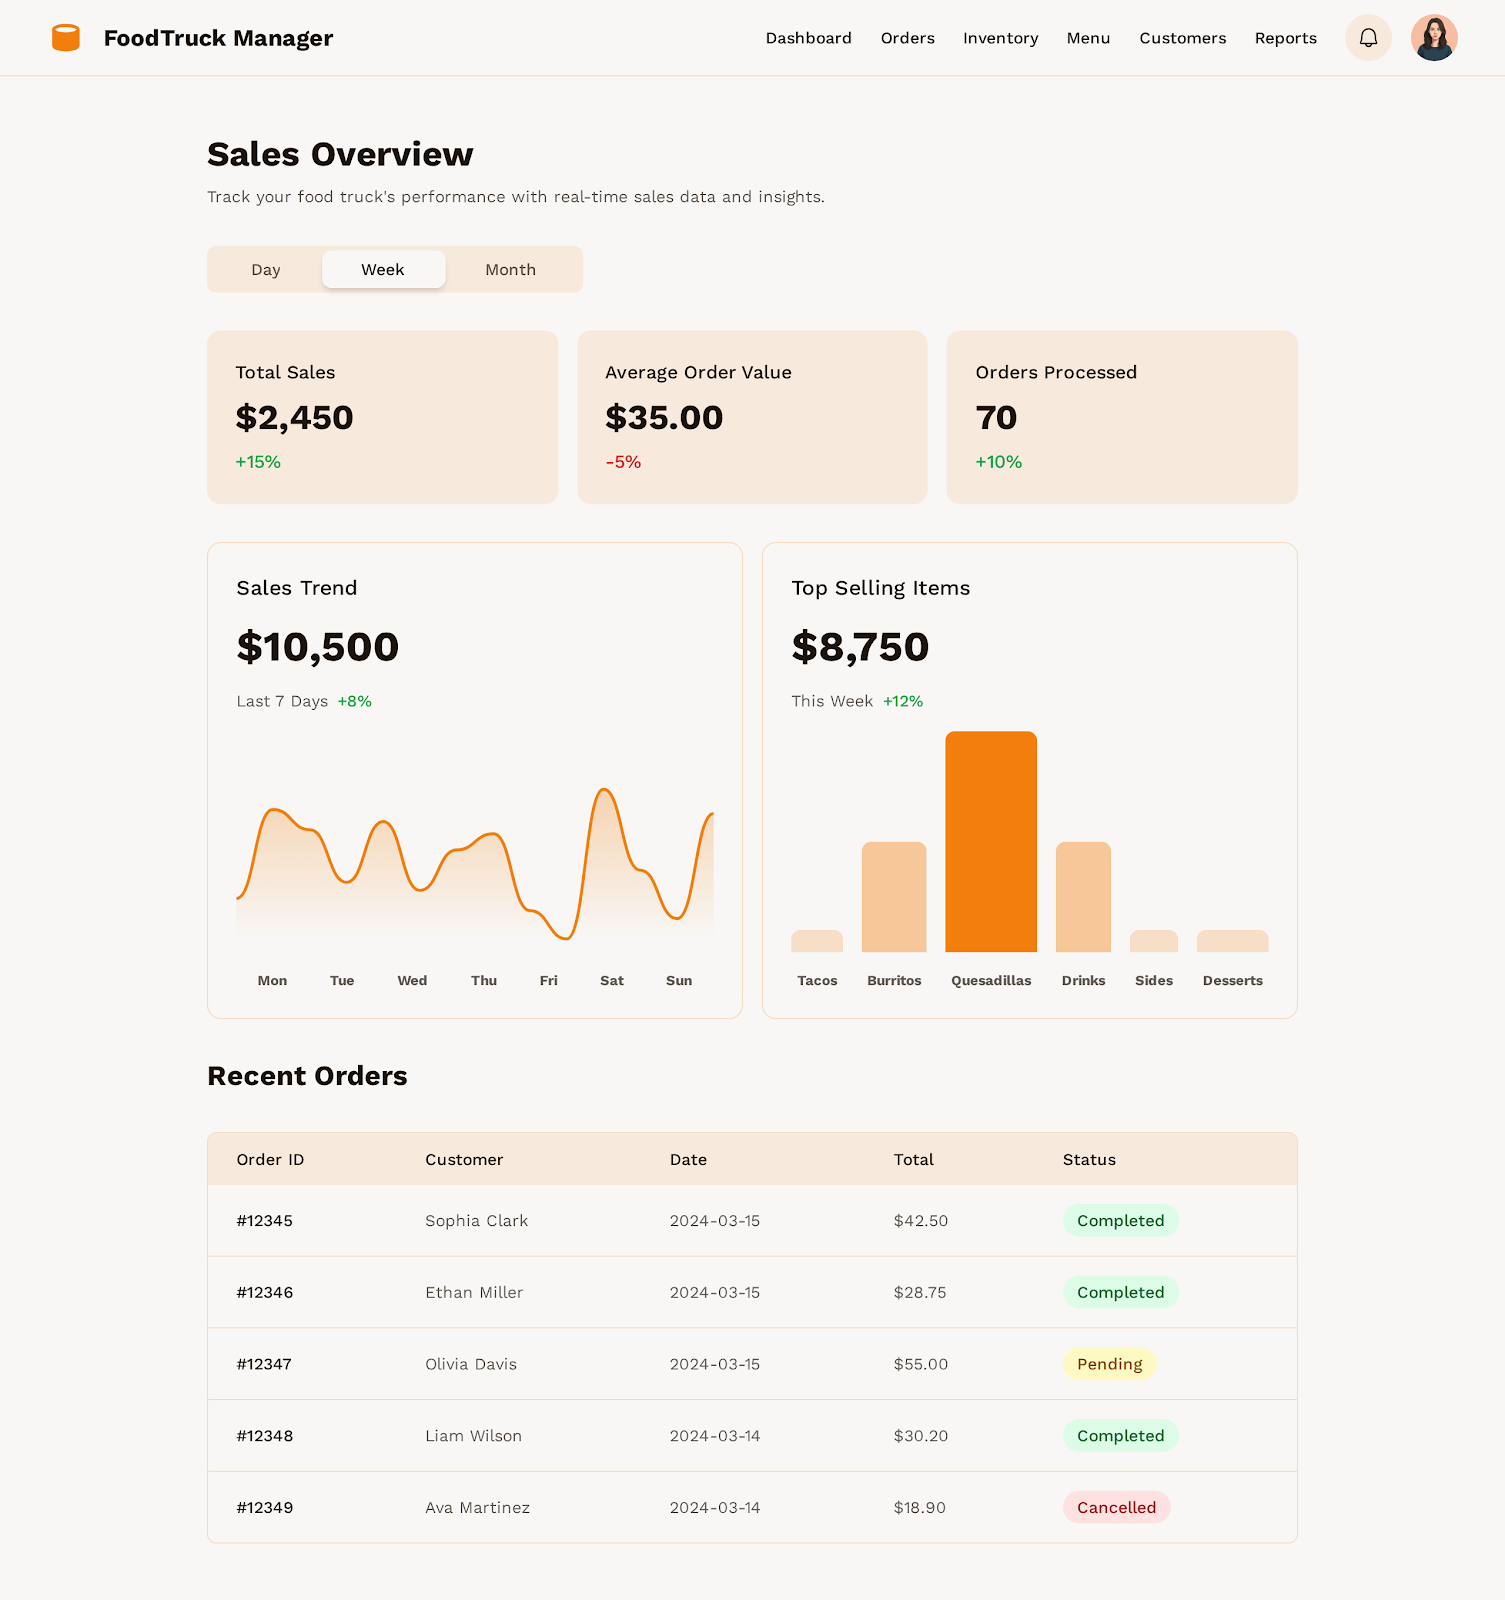 FoodTruck Manager
Dashboard Orders Inventory Menu Customers Reports
Sales Overview
Track your food truck's performance with real-time sales data and insights.
Day Week Month
Total Sales
$2,450
+15%
Average Order Value
$35.00
-5%
Orders Processed
70
+10%
Sales Trend
$10,500
Last 7 Days +8%
Mon Tue Wed Thu Fri Sat Sun
Top Selling Items
$8,750
This Week +12%
Tacos Burritos Quesadillas Drinks Sides Desserts
Recent Orders
Order ID Customer Date Total Status
#12345 Sophia Clark 2024-03-15 $42.50 Completed
#12346 Ethan Miller 2024-03-15 $28.75 Completed
#12347 Olivia Davis 2024-03-15 $55.00 Pending
#12348 Liam Wilson 2024-03-14 $30.20 Completed
#12349 Ava Martinez 2024-03-14 $18.90 Cancelled